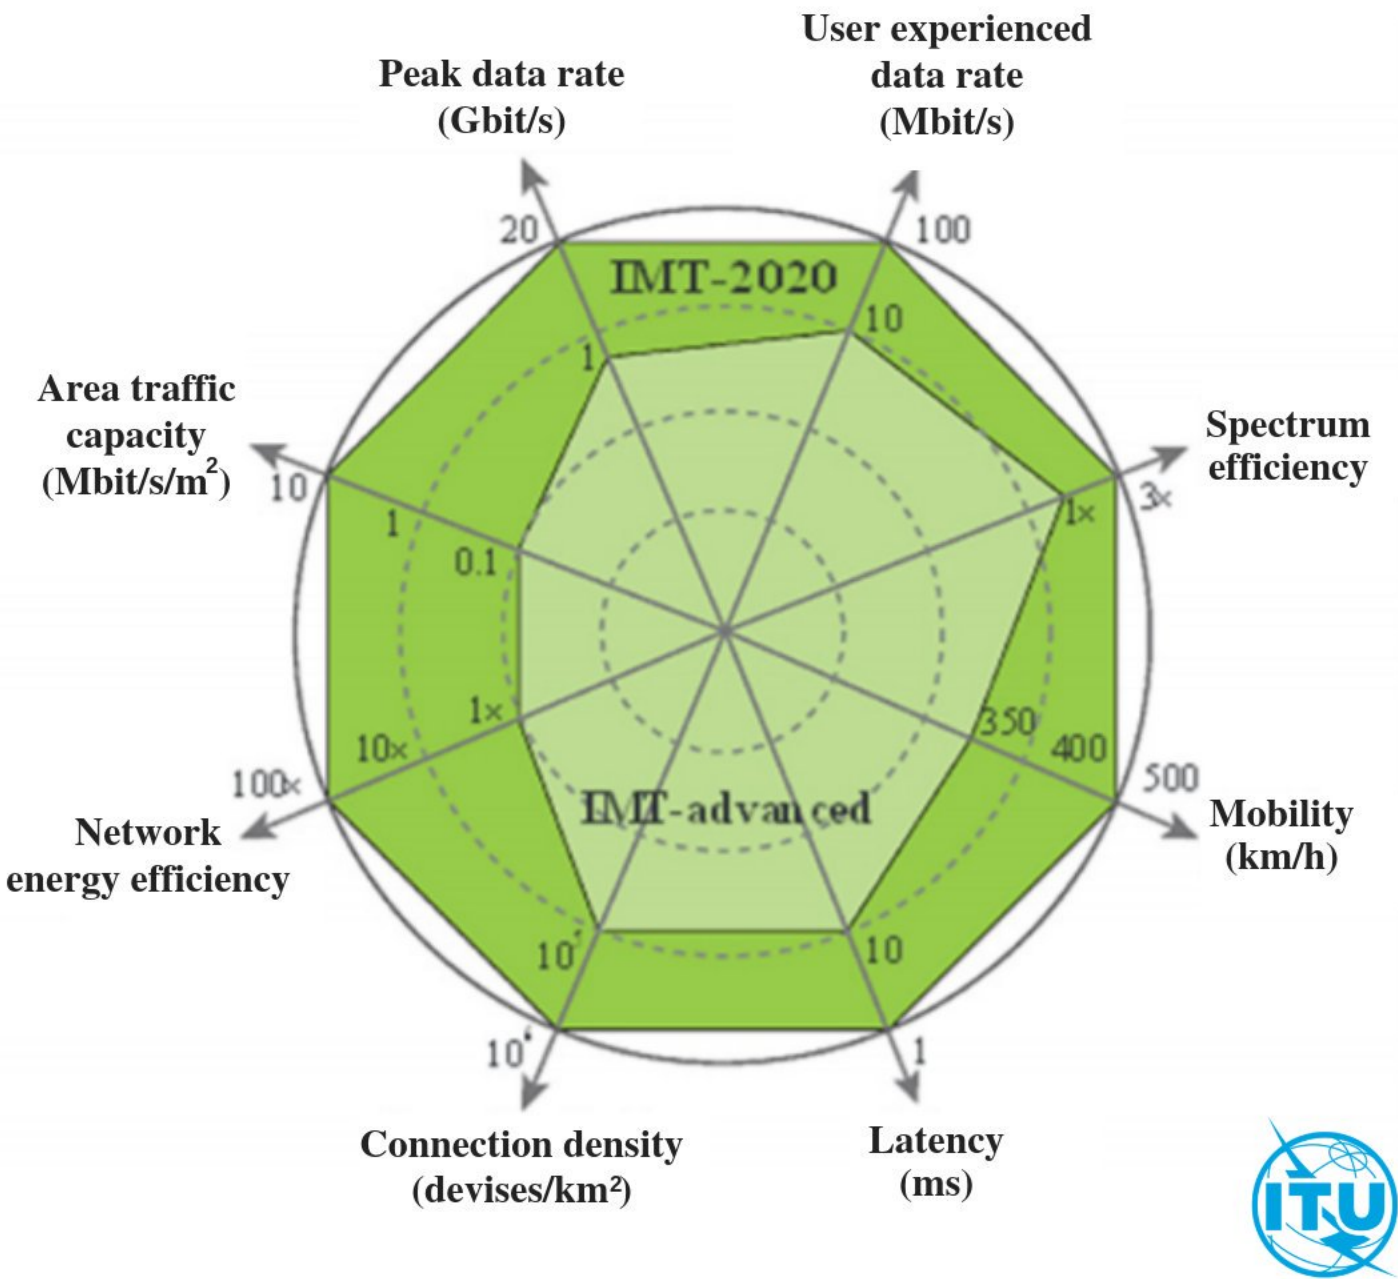 User experienced
data rate
(Mbit/s)
Peak data rate
(Gbit/s)
20
100
IMT-2020
10
1
Area traffic
capacity
(Mbit/s/m²)
10
1
0.1
Spectrum
efficiency
3×
1×
1×
10×
100×
Network
energy efficiency
350
400
500
Mobility
(km/h)
IMT-advanced
10⁵
10
10⁶
1
Connection density
(devises/km²)
Latency
(ms)
ITU